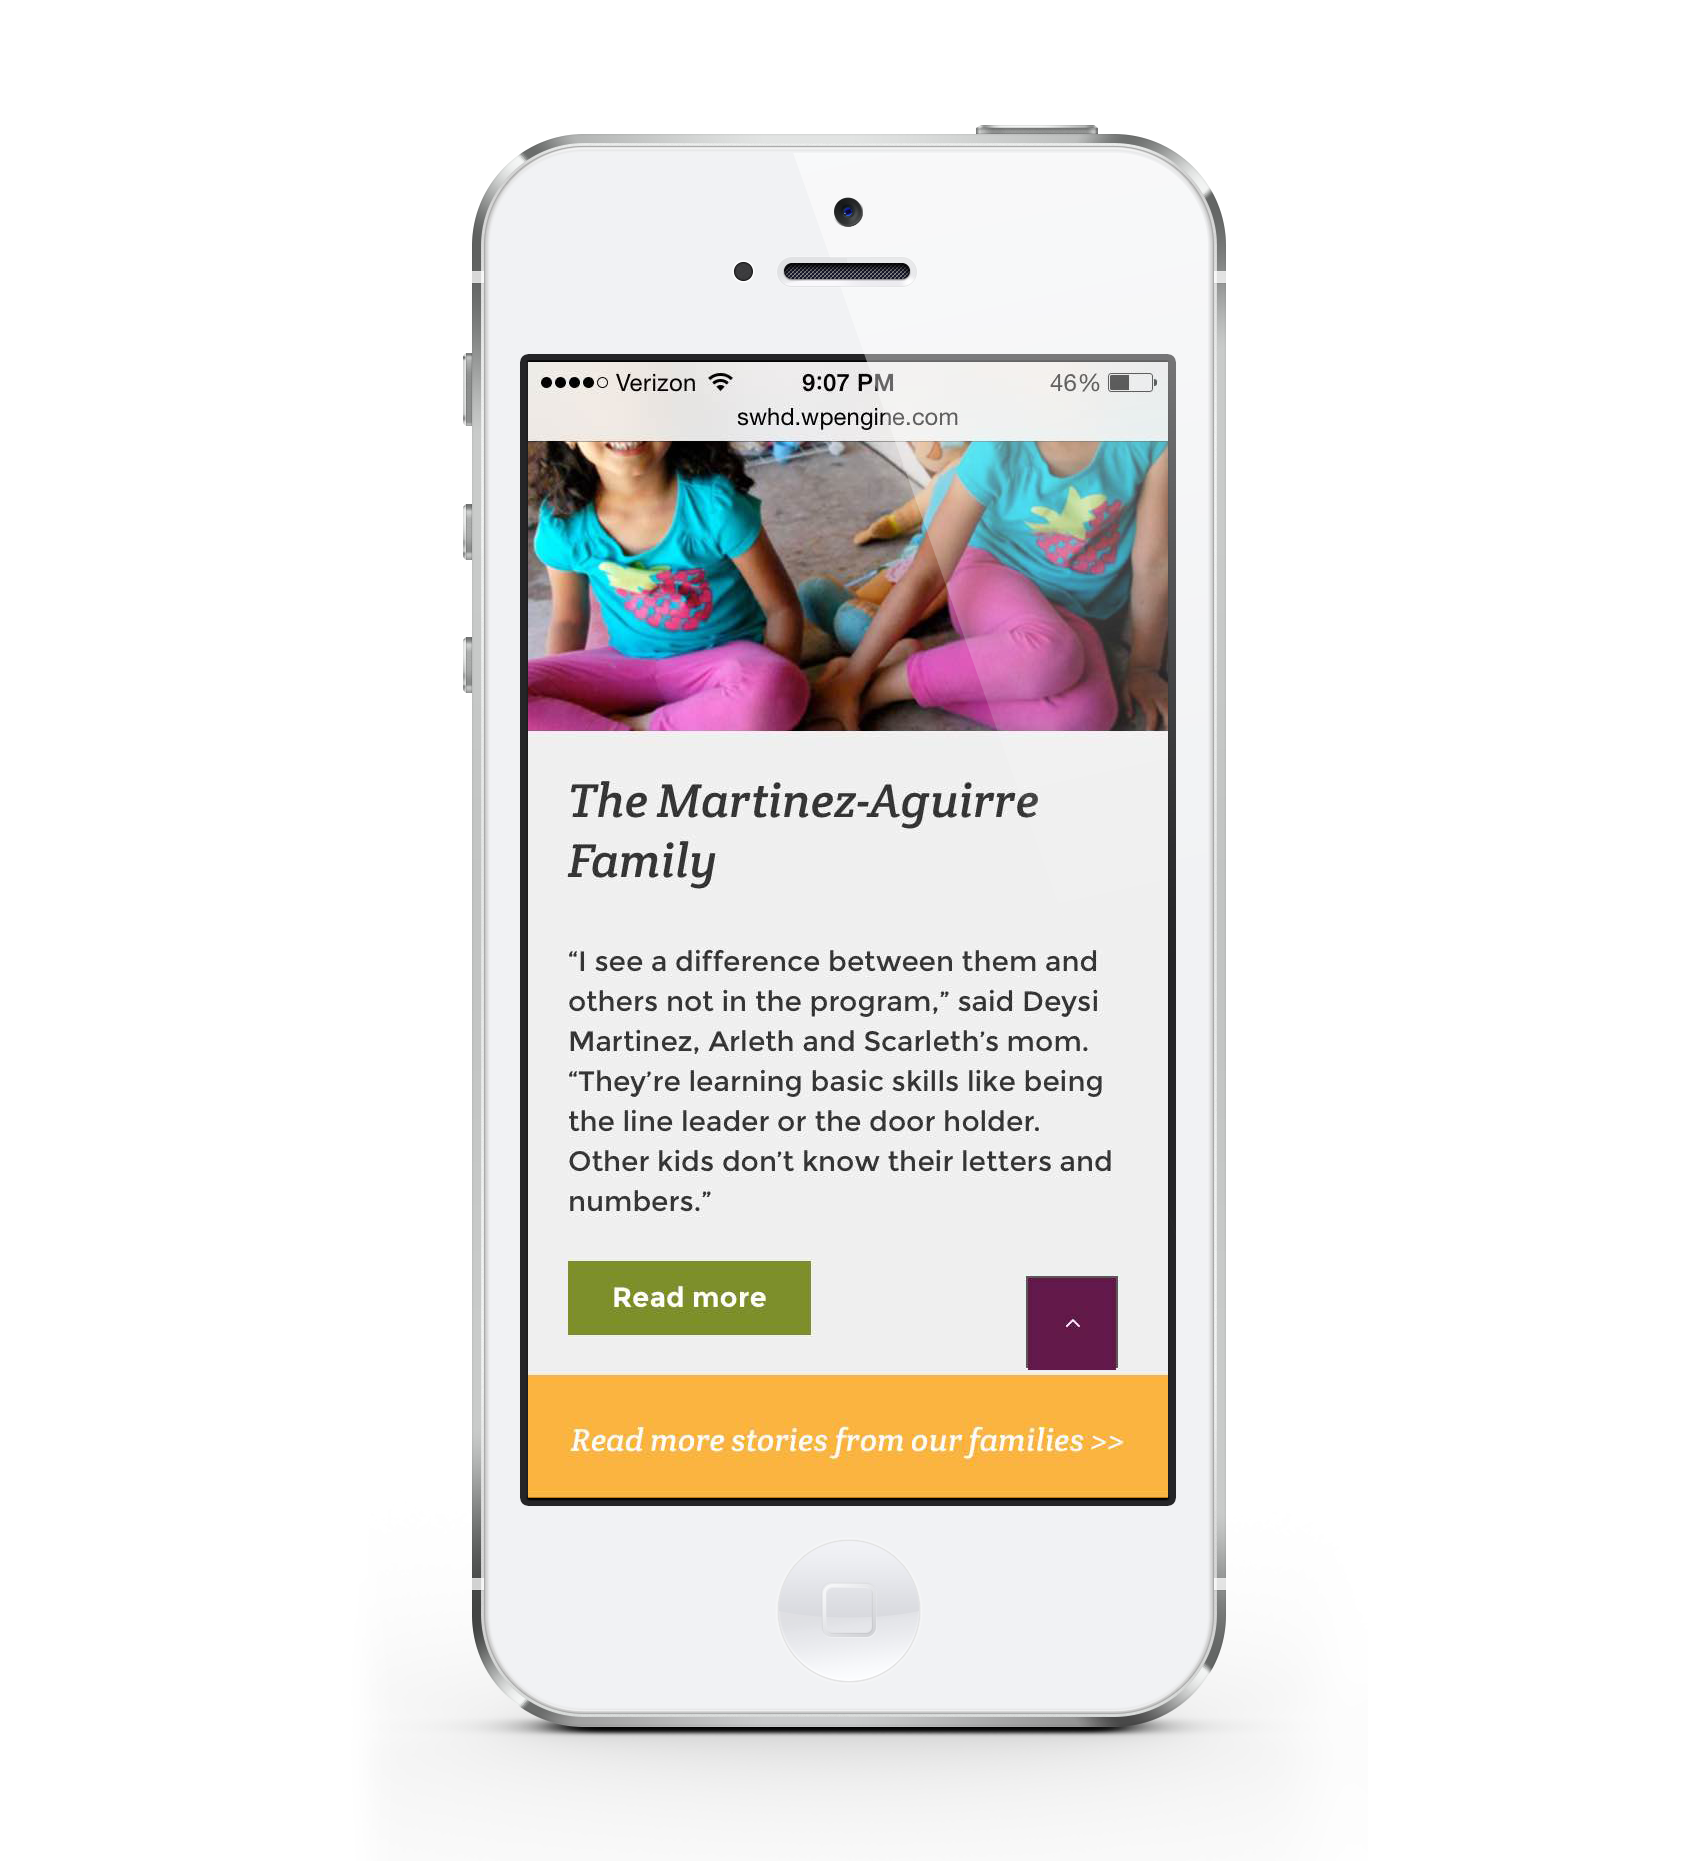 Verizon 9:07 PM 46%
swhd.wpengine.com
The Martinez-Aguirre
Family
“I see a difference between them and
others not in the program,” said Deysi
Martinez, Arleth and Scarleth’s mom.
“They’re learning basic skills like being
the line leader or the door holder.
Other kids don’t know their letters and
numbers.”
Read more
Read more stories from our families >>